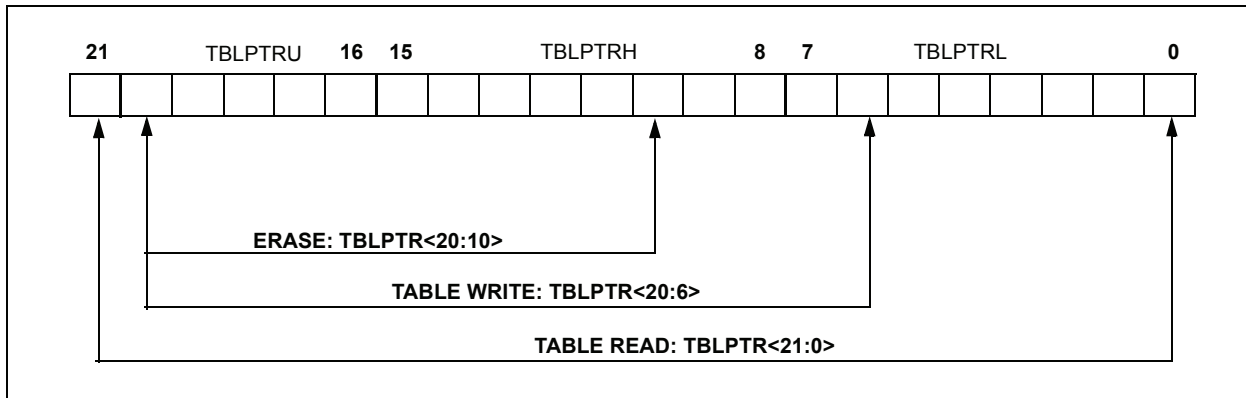 21 TBLPTRU 16 15 TBLPTRH 8 7 TBLPTRL 0
ERASE: TBLPTR<20:10>
TABLE WRITE: TBLPTR<20:6>
TABLE READ: TBLPTR<21:0>